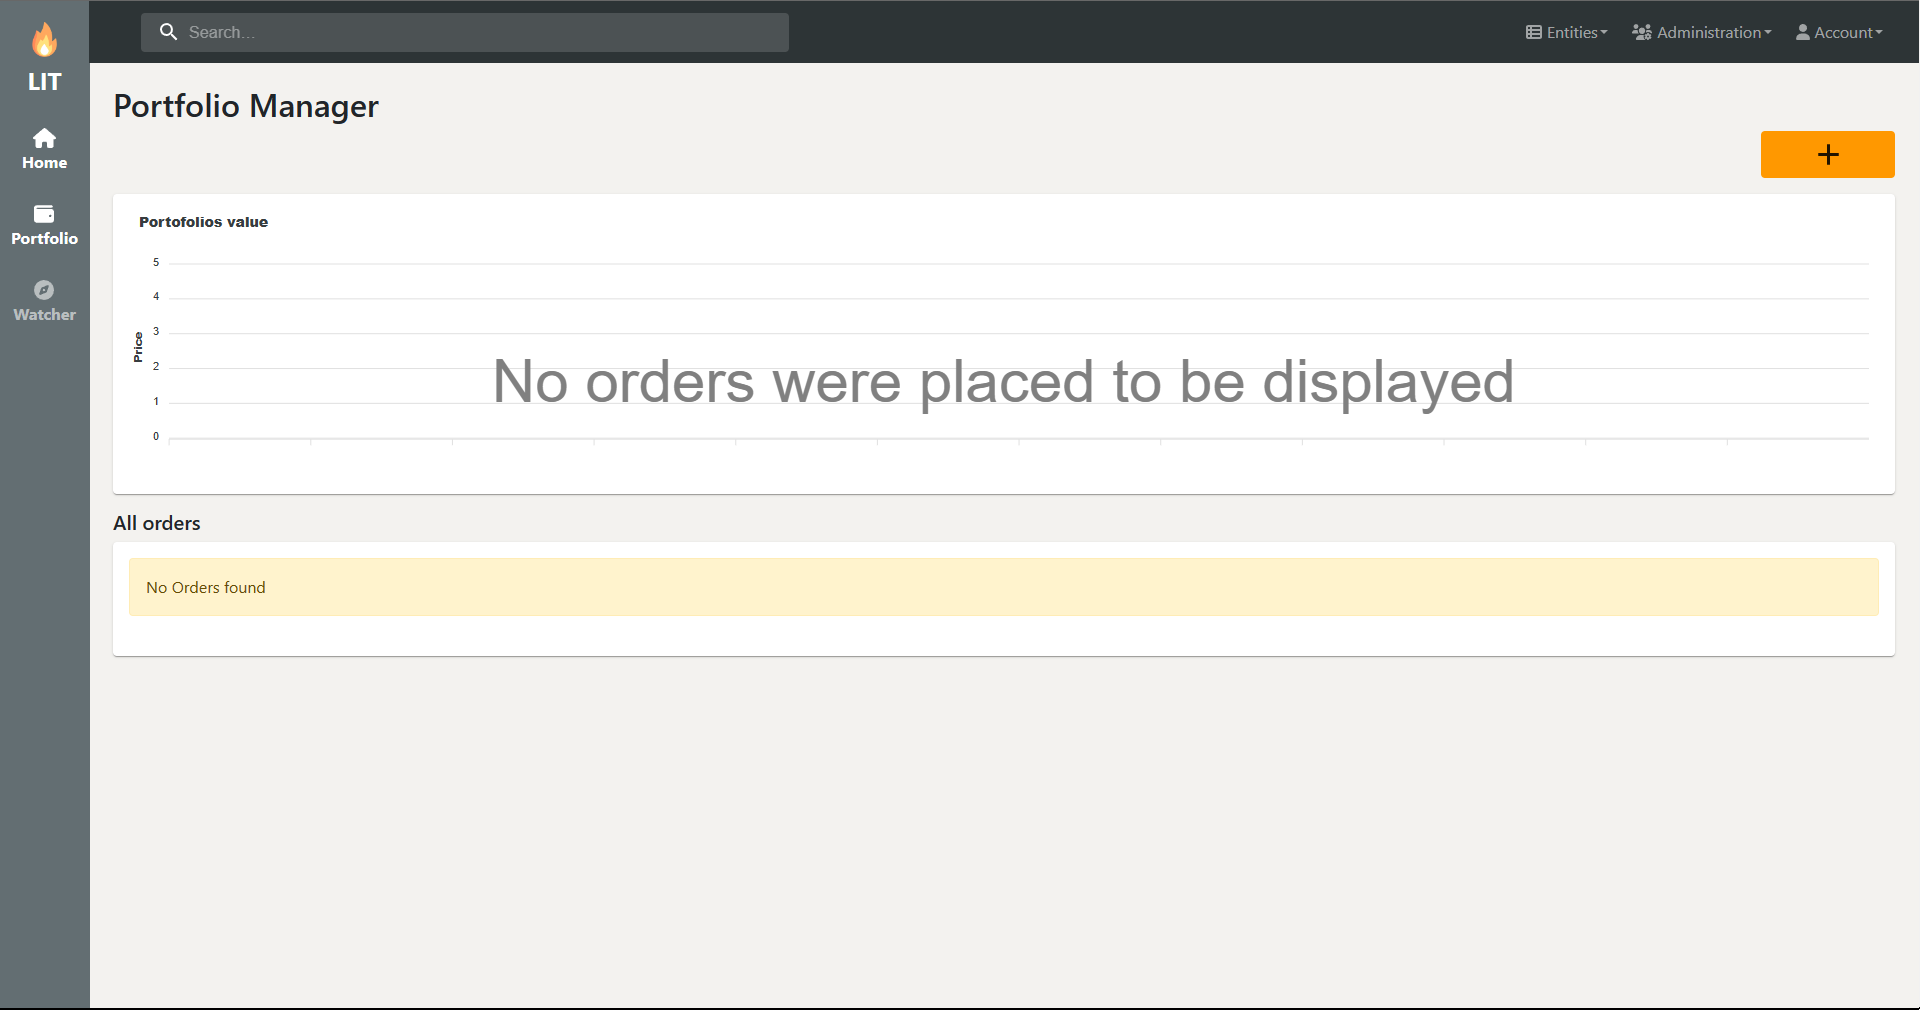 LIT
Home
Portfolio
Watcher
Search...
Entities
Administration
Account
Portfolio Manager
Portofolios value
5
4
3
2
1
0
Price
No orders were placed to be displayed
All orders
No Orders found